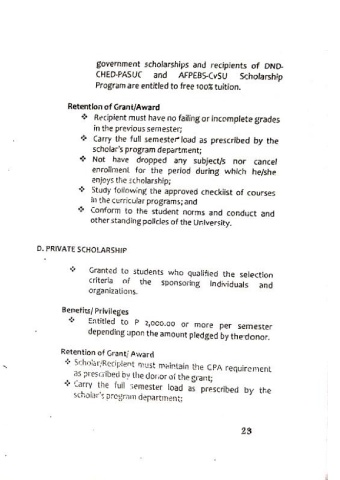 government scholarships and recipients of DND-
CHED-PASUC and AFPEBS-CvSU Scholarship
Program are entitled to free 100% tuition.
Retention of Grant/Award
❖ Recipient must have no failing or incomplete grades
in the previous semester;
❖ Carry the full semester load as prescribed by the
scholar's program department;
❖ Not have dropped any subject/s nor cancel
enrollment for the period during which he/she
enjoys the scholarship;
❖ Study following the approved checklist of courses
in the curricular programs; and
❖ Conform to the student norms and conduct and
other standing policies of the University.
D. PRIVATE SCHOLARSHIP
❖ Granted to students who qualified the selection
criteria of the sponsoring individuals and
organizations.
Benefits/ Privileges
❖ Entitled to P 2,000.00 or more per semester
depending upon the amount pledged by the donor.
Retention of Grant/ Award
❖ Scholar/Recipient must maintain the GPA requirement
as prescribed by the donor of the grant;
❖ Carry the full semester load as prescribed by the
scholar's program department;
23